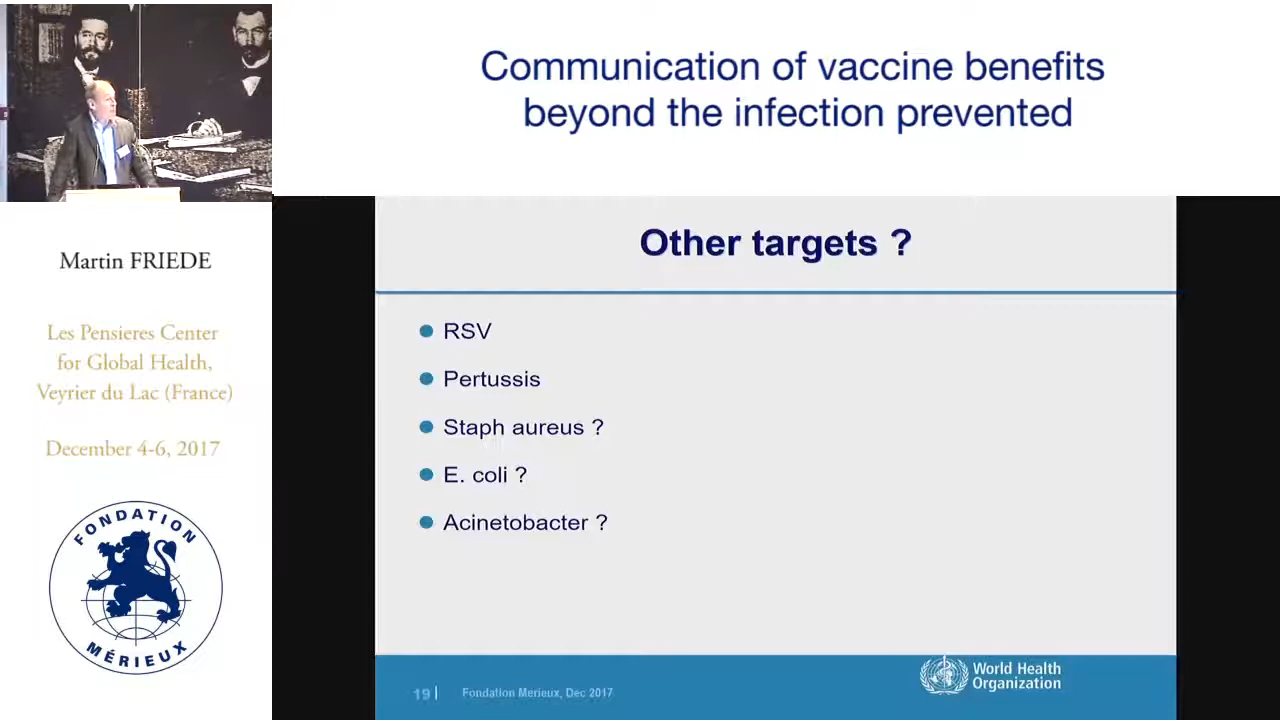 Communication of vaccine benefits
beyond the infection prevented
Martin FRIEDE
Les Pensieres Center
for Global Health,
Veyrier du Lac (France)
December 4-6, 2017
FONDATION
MÉRIEUX
Other targets ?
RSV
Pertussis
Staph aureus ?
E. coli ?
Acinetobacter ?
19
Fondation Merieux, Dec 2017
World Health
Organization